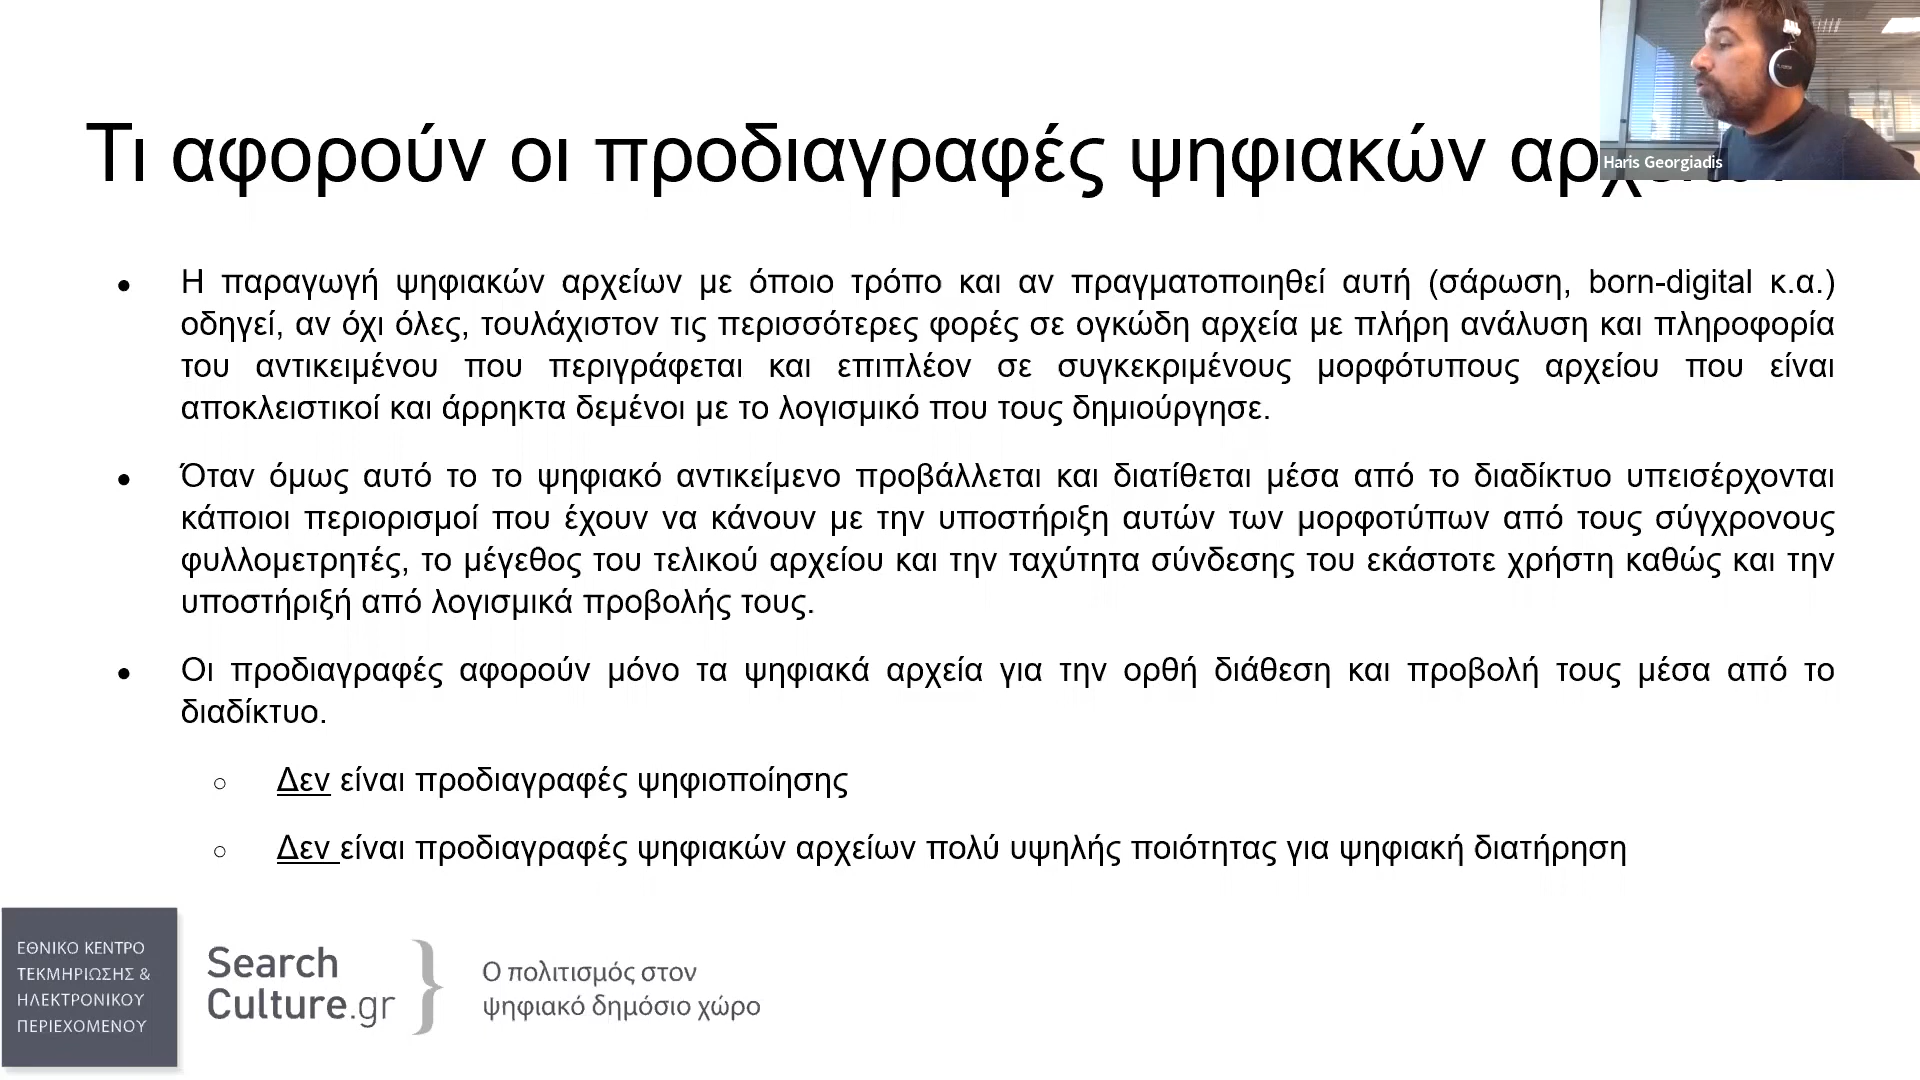 Τι αφορούν οι προδιαγραφές ψηφιακών
Haris Georgiadis
● Η παραγωγή ψηφιακών αρχείων με όποιο τρόπο και αν πραγματοποιηθεί αυτή (σάρωση, born-digital κ.α.)
οδηγεί, αν όχι όλες, τουλάχιστον τις περισσότερες φορές σε ογκώδη αρχεία με πλήρη ανάλυση και πληροφορία
του αντικειμένου που περιγράφεται και επιπλέον σε συγκεκριμένους μορφότυπους αρχείου που είναι
αποκλειστικοί και άρρηκτα δεμένοι με το λογισμικό που τους δημιούργησε.
● Όταν όμως αυτό το το ψηφιακό αντικείμενο προβάλλεται και διατίθεται μέσα από το διαδίκτυο υπεισέρχονται
κάποιοι περιορισμοί που έχουν να κάνουν με την υποστήριξη αυτών των μορφοτύπων από τους σύγχρονους
φυλλομετρητές, το μέγεθος του τελικού αρχείου και την ταχύτητα σύνδεσης του εκάστοτε χρήστη καθώς και την
υποστήριξή από λογισμικά προβολής τους.
● Οι προδιαγραφές αφορούν μόνο τα ψηφιακά αρχεία για την ορθή διάθεση και προβολή τους μέσα από το
διαδίκτυο.
○ Δεν είναι προδιαγραφές ψηφιοποίησης
○ Δεν είναι προδιαγραφές ψηφιακών αρχείων πολύ υψηλής ποιότητας για ψηφιακή διατήρηση
ΕΘΝΙΚΟ ΚΕΝΤΡΟ
ΤΕΚΜΗΡΙΩΣΗΣ &
ΗΛΕΚΤΡΟΝΙΚΟΥ
ΠΕΡΙΕΧΟΜΕΝΟΥ
Search
Culture.gr
Ο πολιτισμός στον
ψηφιακό δημόσιο χώρο